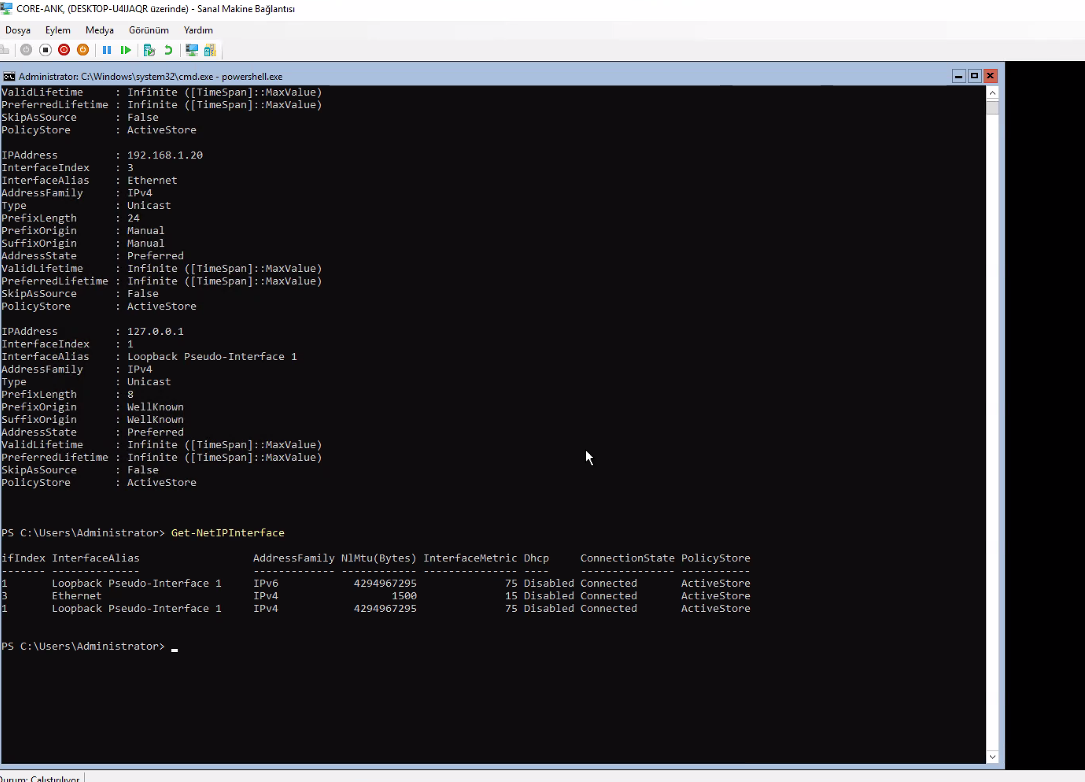 CORE-ANK, (DESKTOP-U4IJAQR üzerinde) - Sanal Makine Bağlantısı
Dosya Eylem Medya Görünüm Yardım
Administrator: C:\Windows\system32\cmd.exe - powershell.exe
ValidLifetime : Infinite ([TimeSpan]::MaxValue)
PreferredLifetime : Infinite ([TimeSpan]::MaxValue)
SkipAsSource : False
PolicyStore : ActiveStore
IPAddress : 192.168.1.20
InterfaceIndex : 3
InterfaceAlias : Ethernet
AddressFamily : IPv4
Type : Unicast
PrefixLength : 24
PrefixOrigin : Manual
SuffixOrigin : Manual
AddressState : Preferred
ValidLifetime : Infinite ([TimeSpan]::MaxValue)
PreferredLifetime : Infinite ([TimeSpan]::MaxValue)
SkipAsSource : False
PolicyStore : ActiveStore
IPAddress : 127.0.0.1
InterfaceIndex : 1
InterfaceAlias : Loopback Pseudo-Interface 1
AddressFamily : IPv4
Type : Unicast
PrefixLength : 8
PrefixOrigin : WellKnown
SuffixOrigin : WellKnown
AddressState : Preferred
ValidLifetime : Infinite ([TimeSpan]::MaxValue)
PreferredLifetime : Infinite ([TimeSpan]::MaxValue)
SkipAsSource : False
PolicyStore : ActiveStore
PS C:\Users\Administrator> Get-NetIPInterface
ifIndex InterfaceAlias AddressFamily NlMtu(Bytes) InterfaceMetric Dhcp ConnectionState PolicyStore
------- -------------- ------------- ------------ --------------- ---- --------------- -----------
1 Loopback Pseudo-Interface 1 IPv6 4294967295 75 Disabled Connected ActiveStore
3 Ethernet IPv4 1500 15 Disabled Connected ActiveStore
1 Loopback Pseudo-Interface 1 IPv4 4294967295 75 Disabled Connected ActiveStore
PS C:\Users\Administrator> _
Durum: Çalıştırılıyor